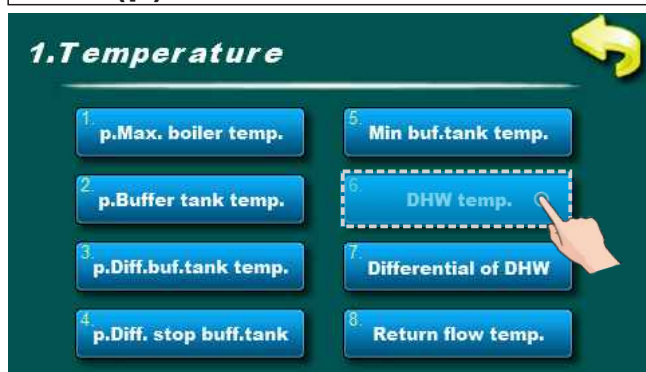 1.Temperature
1.
p.Max. boiler temp.
2.
p.Buffer tank temp.
3.
p.Diff.buf.tank temp.
4.
p.Diff. stop buff.tank
5.
Min buf.tank temp.
6.
DHW temp.
7.
Differential of DHW
8.
Return flow temp.